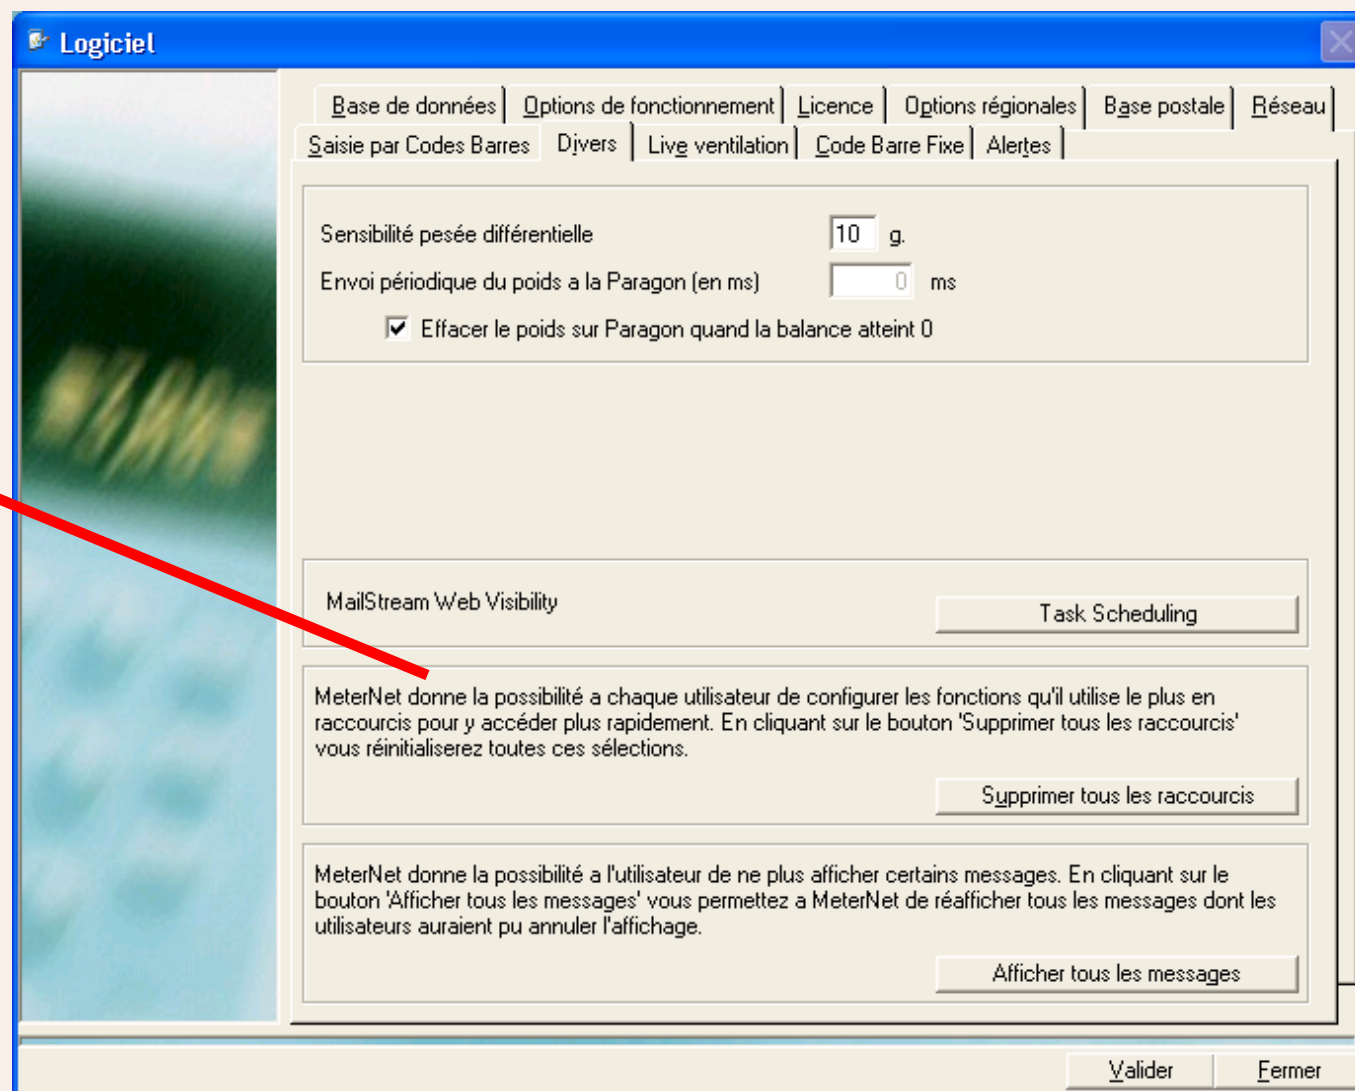 Logiciel
Base de données Options de fonctionnement Licence Options régionales Base postale Réseau
Saisie par Codes Barres Divers Live ventilation Code Barre Fixe Alertes
Sensibilité pesée différentielle 10 g.
Envoi périodique du poids a la Paragon (en ms) 0 ms
Effacer le poids sur Paragon quand la balance atteint 0
MailStream Web Visibility
Task Scheduling
MeterNet donne la possibilité a chaque utilisateur de configurer les fonctions qu'il utilise le plus en
raccourcis pour y accéder plus rapidement. En cliquant sur le bouton 'Supprimer tous les raccourcis'
vous réinitialiserez toutes ces sélections.
Supprimer tous les raccourcis
MeterNet donne la possibilité a l'utilisateur de ne plus afficher certains messages. En cliquant sur le
bouton 'Afficher tous les messages' vous permettez a MeterNet de réafficher tous les messages dont les
utilisateurs auraient pu annuler l'affichage.
Afficher tous les messages
Valider Fermer